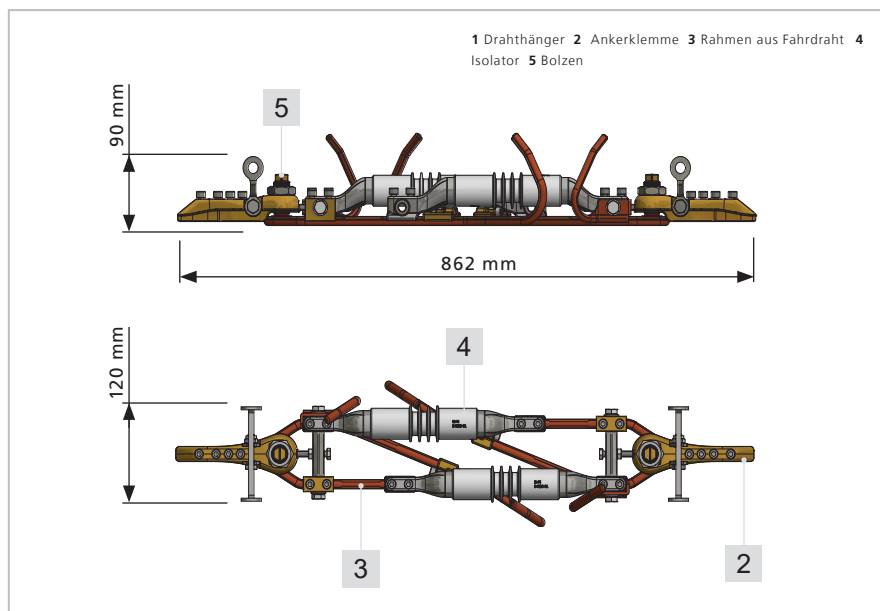 1 Drahthänger 2 Ankerklemme 3 Rahmen aus Fahrdraht 4
Isolator 5 Bolzen
90 mm
5
862 mm
120 mm
4
3
2